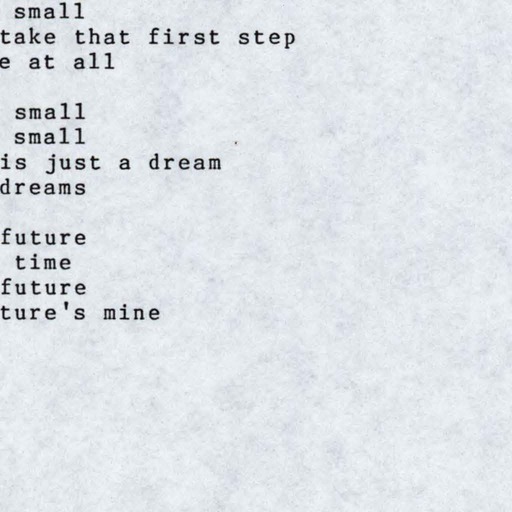 small
take that first step
e at all
small
small
is just a dream
dreams
future
time
future
ture's mine